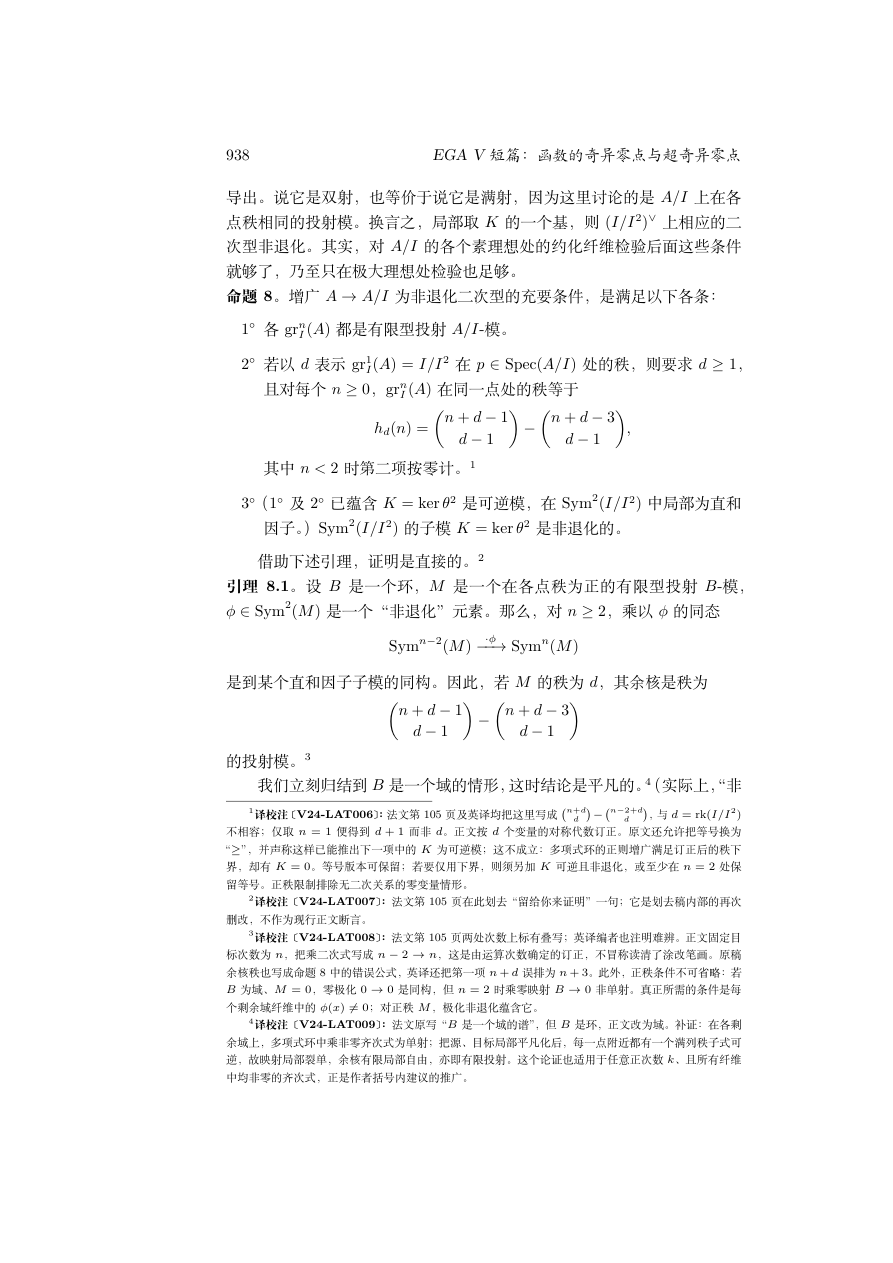 938 EGA V 短篇：函数的奇异零点与超奇异零点
导出。说它是双射，也等价于说它是满射，因为这里讨论的是 A/I 上在各
点秩相同的投射模。换言之，局部取 K 的一个基，则 (I/I²)^∨ 上相应的二
次型非退化。其实，对 A/I 的各个素理想处的约化纤维检验后面这些条件
就够了，乃至只在极大理想处检验也足够。
命题 8。增广 A → A/I 为非退化二次型的充要条件，是满足以下各条：
1° 各 gr_I^n(A) 都是有限型投射 A/I-模。
2° 若以 d 表示 gr_I^1(A) = I/I² 在 p ∈ Spec(A/I) 处的秩，则要求 d ≥ 1，
且对每个 n ≥ 0，gr_I^n(A) 在同一点处的秩等于
h_d(n) = \binom{n + d − 1}{d − 1} − \binom{n + d − 3}{d − 1},
其中 n < 2 时第二项按零计。¹
3° （1° 及 2° 已蕴含 K = ker θ² 是可逆模，在 Sym²(I/I²) 中局部为直和
因子。）Sym²(I/I²) 的子模 K = ker θ² 是非退化的。
借助下述引理，证明是直接的。²
引理 8.1。设 B 是一个环，M 是一个在各点秩为正的有限型投射 B-模，
ϕ ∈ Sym²(M) 是一个“非退化”元素。那么，对 n ≥ 2，乘以 ϕ 的同态
Sym^{n−2}(M) \xrightarrow{·ϕ} Sym^n(M)
是到某个直和因子子模的同构。因此，若 M 的秩为 d，其余核是秩为
\binom{n + d − 1}{d − 1} − \binom{n + d − 3}{d − 1}
的投射模。³
我们立刻归结到 B 是一个域的情形，这时结论是平凡的。⁴（实际上，“非
¹译校注〔V24-LAT006〕：法文第 105 页及英译均把这里写成 \binom{n+d}{d} − \binom{n−2+d}{d}，与 d = rk(I/I²)
不相容；仅取 n = 1 便得到 d + 1 而非 d。正文按 d 个变量的对称代数订正。原文还允许把等号换为
“≥”，并声称这样已能推出下一项中的 K 为可逆模；这不成立：多项式环的正则增广满足订正后的秩下
界，却有 K = 0。等号版本可保留；若要仅用下界，则须另加 K 可逆且非退化，或至少在 n = 2 处保
留等号。正秩限制排除无二次关系的零变量情形。
²译校注〔V24-LAT007〕：法文第 105 页在此划去“留给你来证明”一句；它是划去稿内部的再次
删改，不作为现行正文断言。
³译校注〔V24-LAT008〕：法文第 105 页两处次数上标有叠写；英译编者也注明难辨。正文固定目
标次数为 n，把乘二次式写成 n − 2 → n，这是由运算次数确定的订正，不冒称读清了涂改笔画。原稿
余核秩也写成命题 8 中的错误公式，英译还把第一项 n + d 误排为 n + 3。此外，正秩条件不可省略：若
B 为域、M = 0，零极化 0 → 0 是同构，但 n = 2 时乘零映射 B → 0 非单射。真正所需的条件是每
个剩余域纤维中的 ϕ(x) ≠ 0；对正秩 M，极化非退化蕴含它。
⁴译校注〔V24-LAT009〕：法文原写“B 是一个域的谱”，但 B 是环，正文改为域。补证：在各剩
余域上，多项式环中乘非零齐次式为单射；把源、目标局部平凡化后，每一点附近都有一个满列秩子式可
逆，故映射局部裂单，余核有限局部自由，亦即有限投射。这个论证也适用于任意正次数 k、且所有纤维
中均非零的齐次式，正是作者括号内建议的推广。